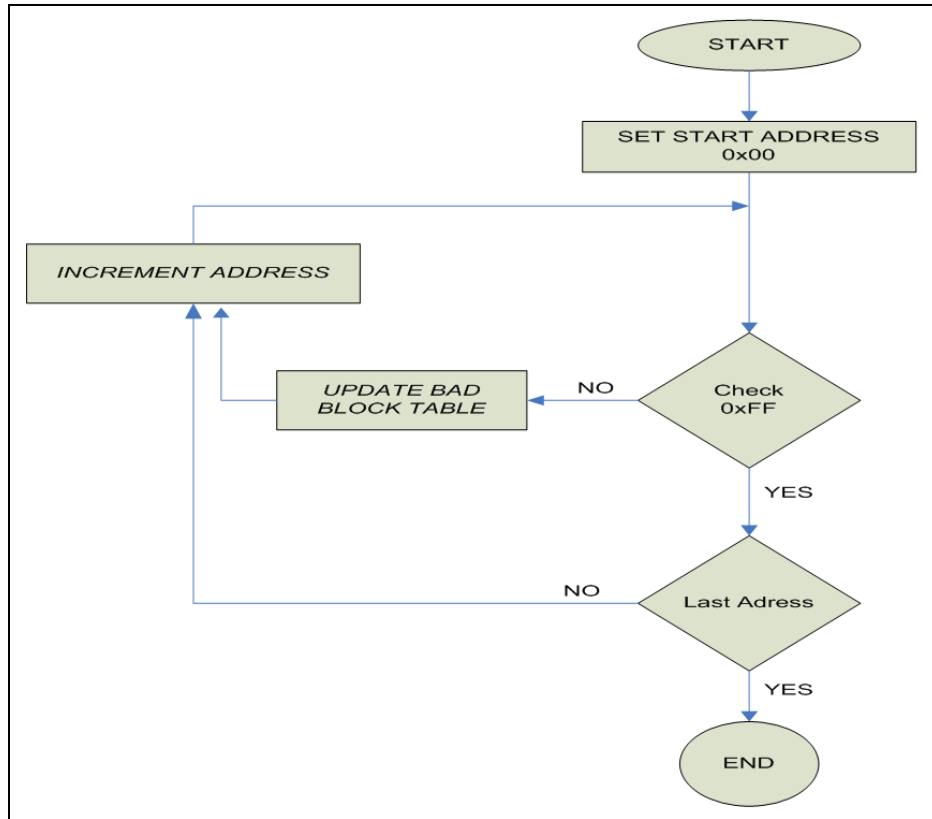 START
SET START ADDRESS
0x00
INCREMENT ADDRESS
UPDATE BAD
BLOCK TABLE
NO
Check
0xFF
YES
NO
Last Adress
YES
END